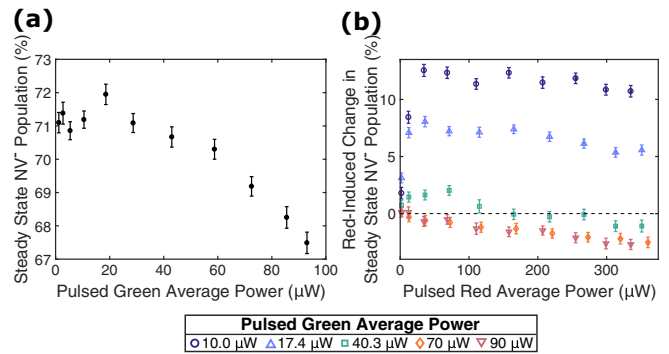 (a)
Steady State NV⁻ Population (%)
73
72
71
70
69
68
67
0 20 40 60 80 100
Pulsed Green Average Power (µW)
(b)
Red-Induced Change in
Steady State NV⁻ Population (%)
10
5
0
0 100 200 300
Pulsed Red Average Power (µW)
Pulsed Green Average Power
10.0 µW 17.4 µW 40.3 µW 70 µW 90 µW